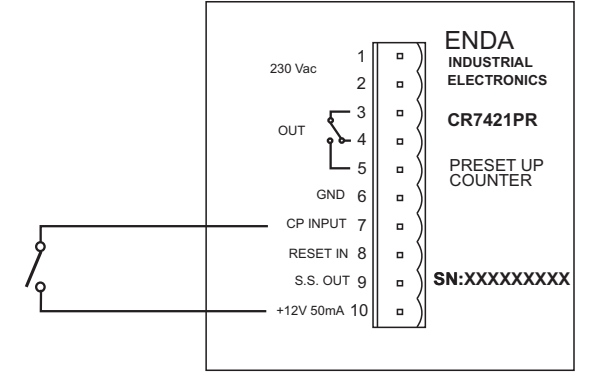 ENDA
INDUSTRIAL
ELECTRONICS
230 Vac
1
2
CR7421PR
OUT
3
4
5
PRESET UP
COUNTER
GND 6
CP INPUT 7
RESET IN 8
S.S. OUT 9
SN:XXXXXXXXX
+12V 50mA 10